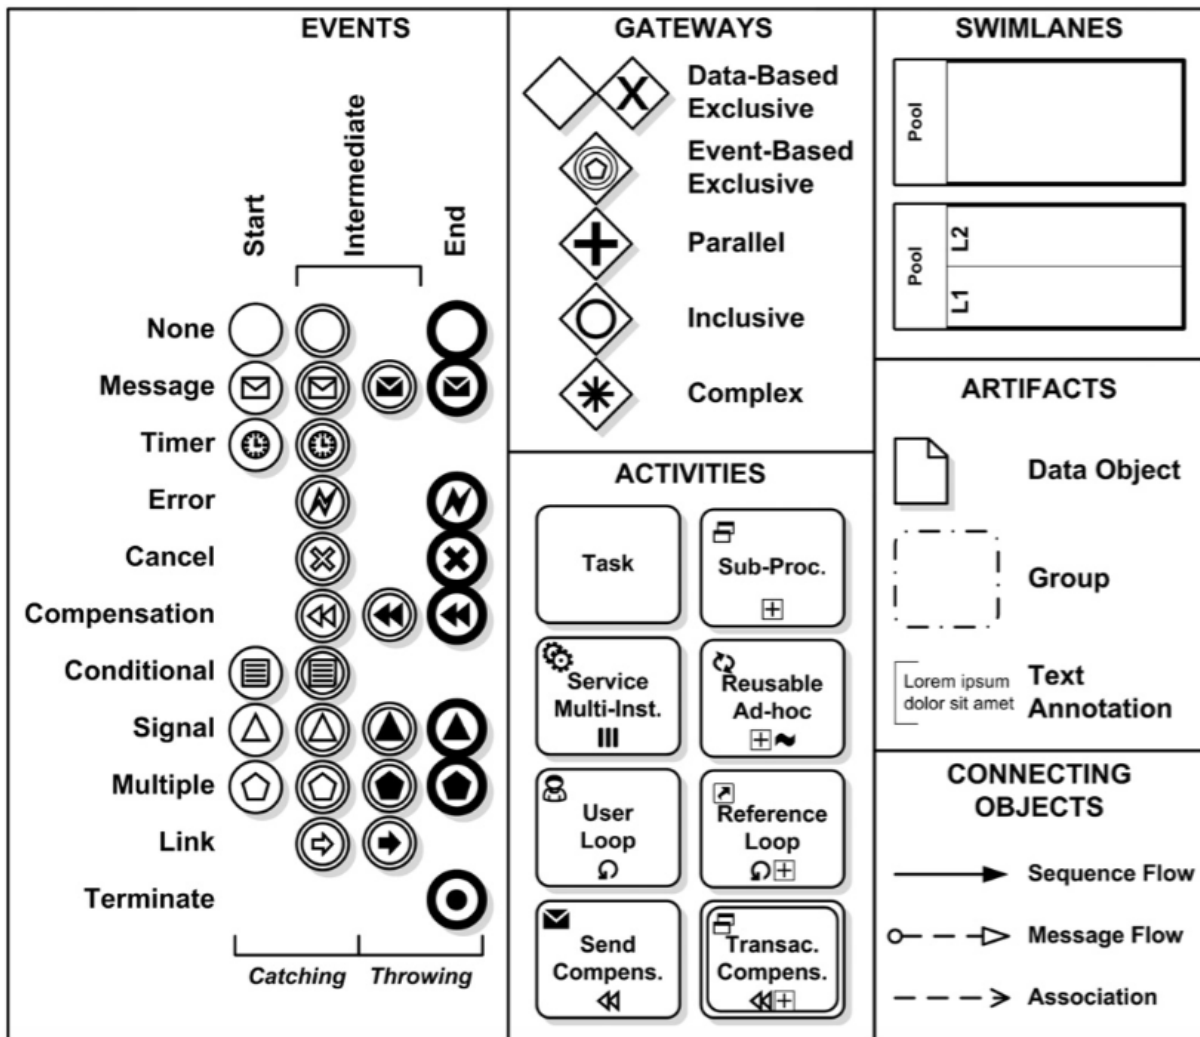 EVENTS
Start
Intermediate
End
None
Message
Timer
Error
Cancel
Compensation
Conditional
Signal
Multiple
Link
Terminate
Catching
Throwing
GATEWAYS
Data-Based
Exclusive
Event-Based
Exclusive
Parallel
Inclusive
Complex
ACTIVITIES
Task
Sub-Proc.
Service
Multi-Inst.
Reusable
Ad-hoc
User
Loop
Reference
Loop
Send
Compens.
Transac.
Compens.
SWIMLANES
Pool
Pool
L2
L1
ARTIFACTS
Data Object
Group
Lorem ipsum
dolor sit amet
Text
Annotation
CONNECTING
OBJECTS
Sequence Flow
Message Flow
Association